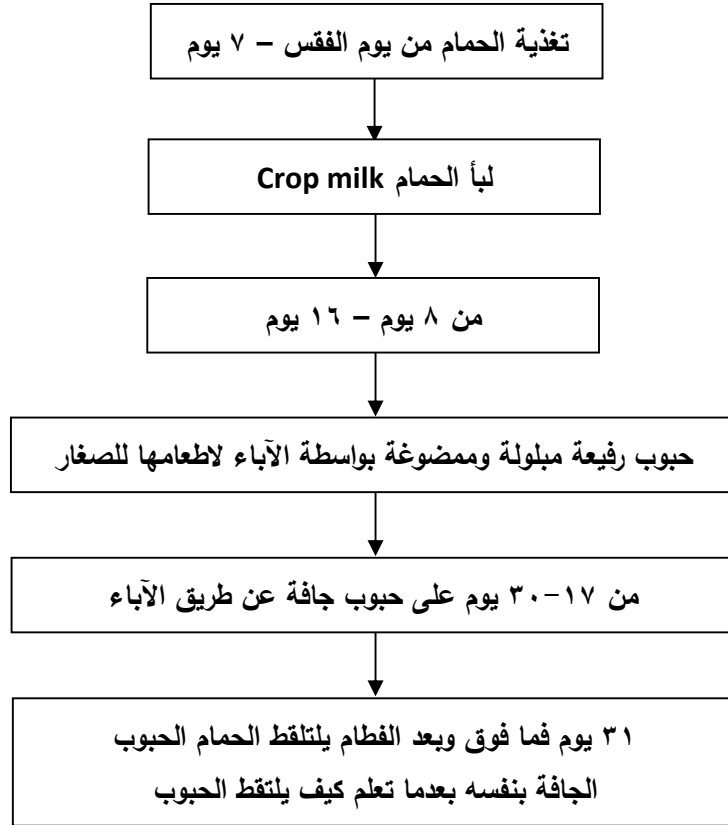 تغذية الحمام من يوم الفقس – ٧ يوم
لبأ الحمام Crop milk
من ٨ يوم – ١٦ يوم
حبوب رفيعة مبلولة وممضوغة بواسطة الآباء لاطعامها للصغار
من ١٧-٣٠ يوم على حبوب جافة عن طريق الآباء
٣١ يوم فما فوق وبعد الفطام يلتلقط الحمام الحبوب
الجافة بنفسه بعدما تعلم كيف يلتقط الحبوب